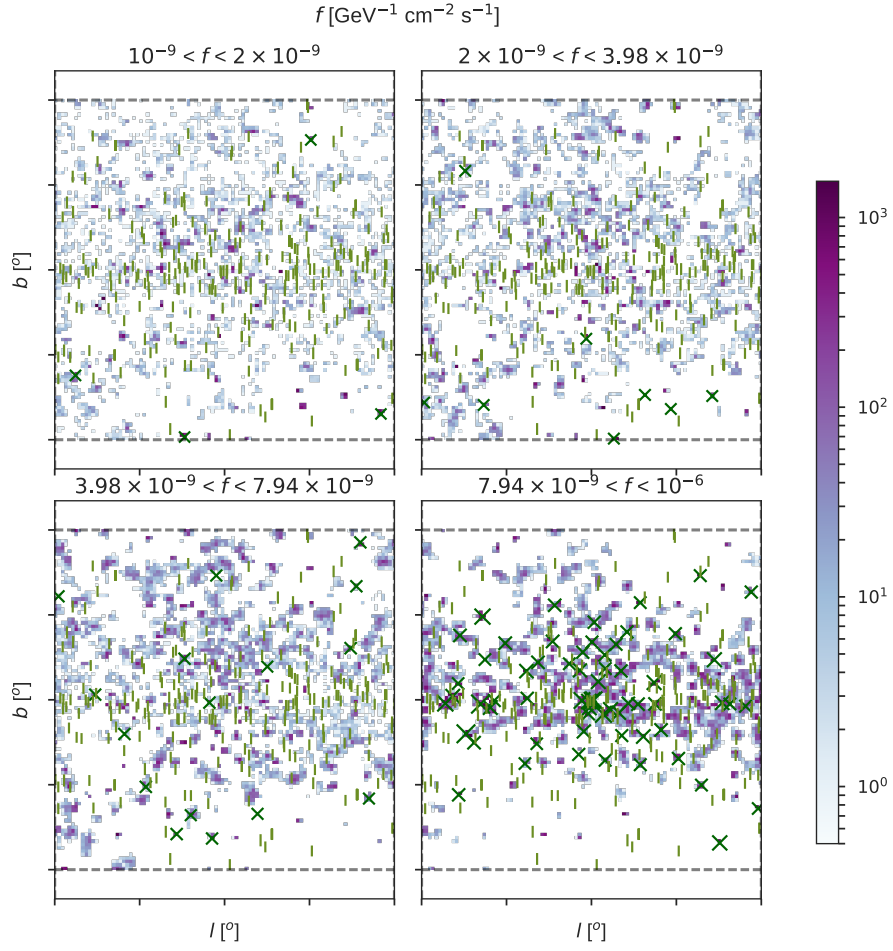 f [GeV⁻¹ cm⁻² s⁻¹]
10⁻⁹ < f < 2 × 10⁻⁹
2 × 10⁻⁹ < f < 3.98 × 10⁻⁹
b [°]
10³
10²
10¹
10⁰
3.98 × 10⁻⁹ < f < 7.94 × 10⁻⁹
7.94 × 10⁻⁹ < f < 10⁻⁶
b [°]
l [°]
l [°]